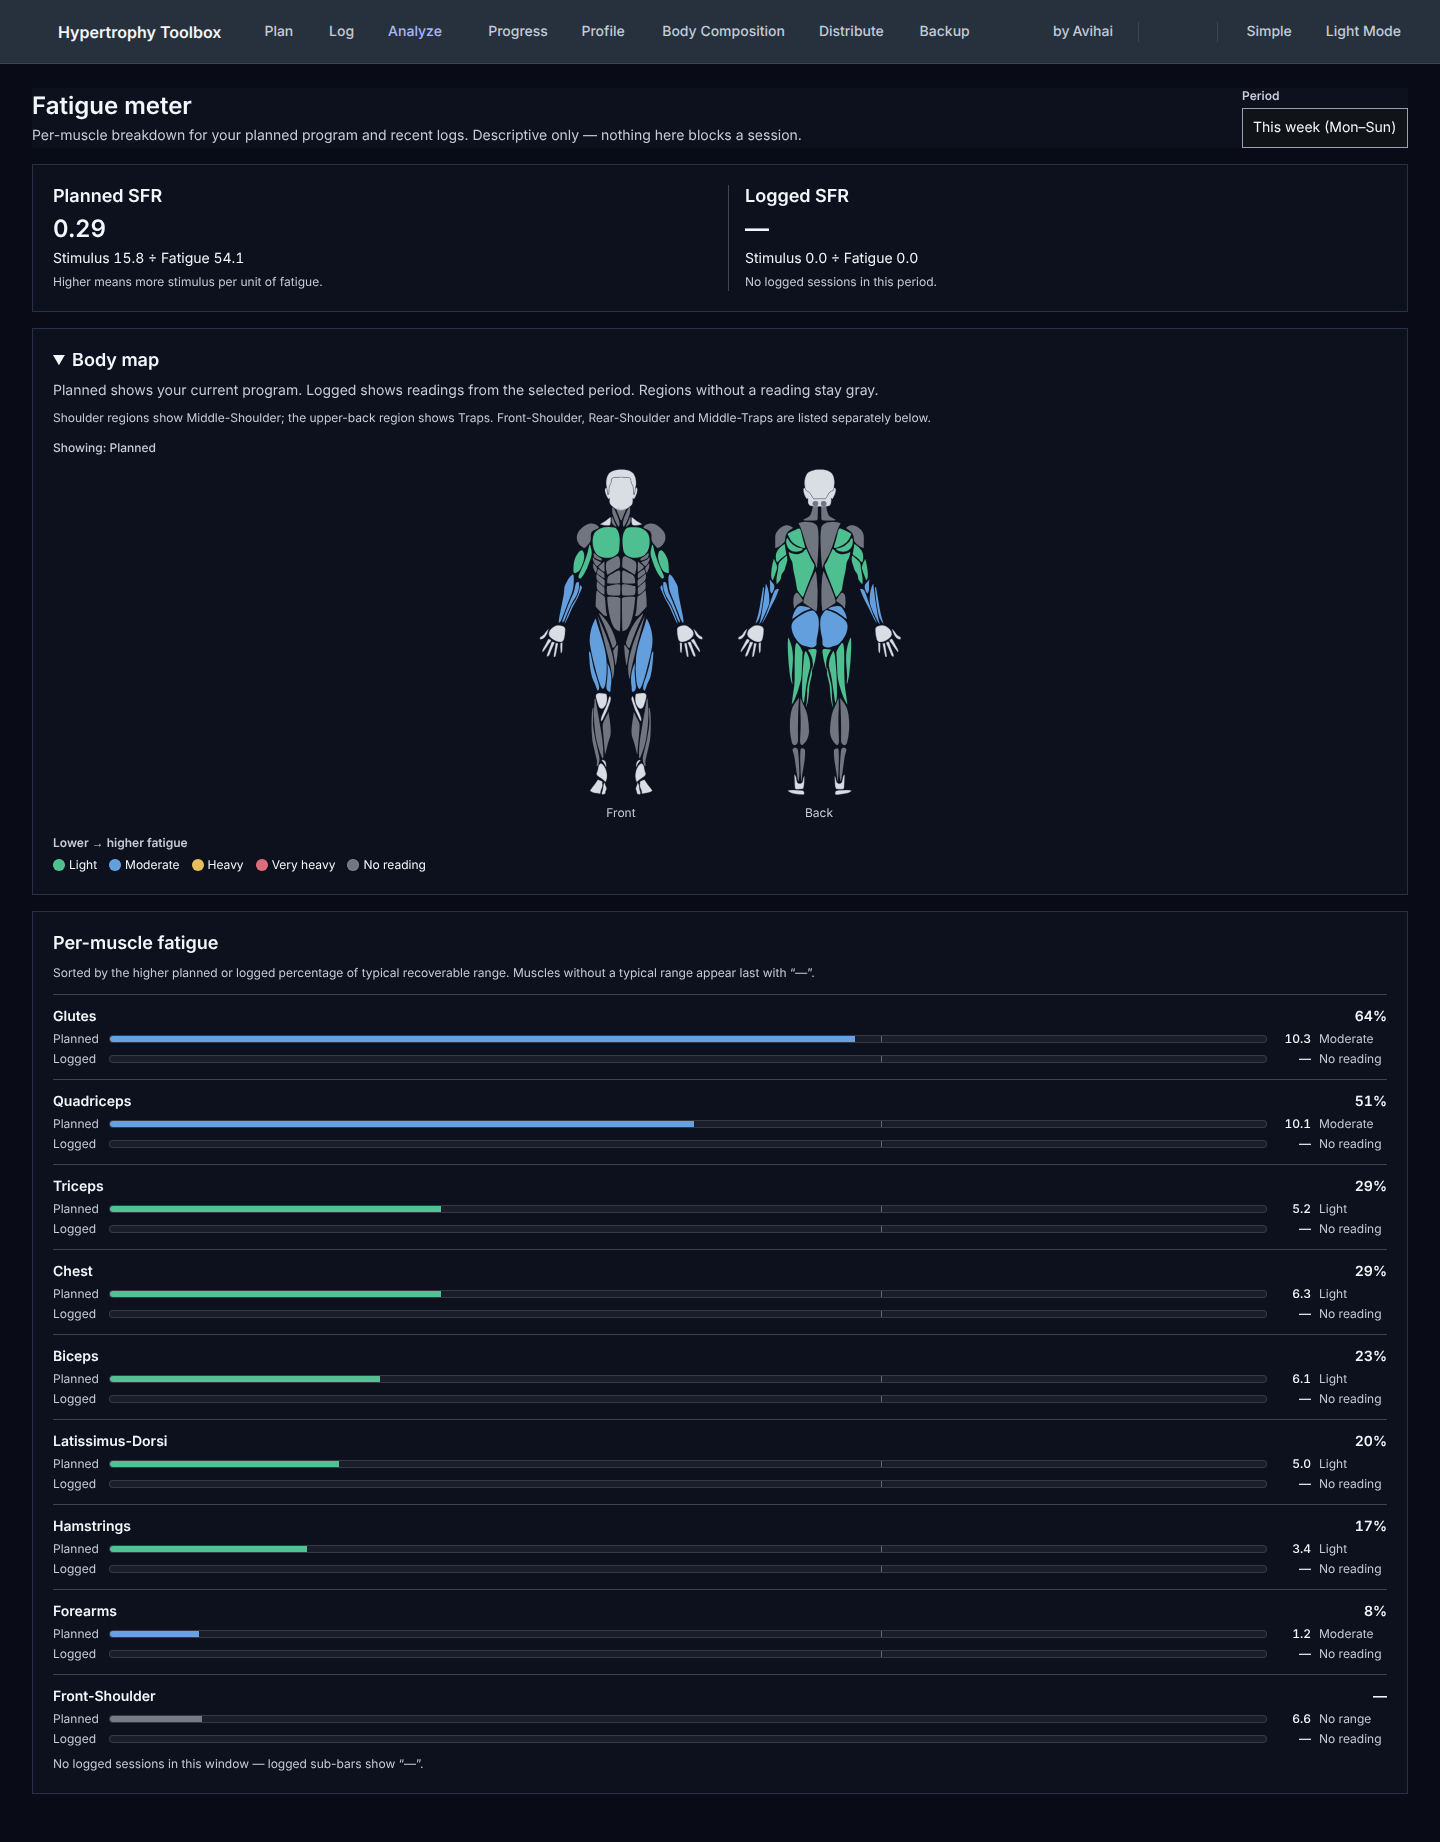 Hypertrophy Toolbox Plan Log Analyze Progress Profile Body Composition Distribute Backup by Avihai Simple Light Mode
Fatigue meter
Per-muscle breakdown for your planned program and recent logs. Descriptive only — nothing here blocks a session.
Period
This week (Mon–Sun)
Planned SFR
0.29
Stimulus 15.8 ÷ Fatigue 54.1
Higher means more stimulus per unit of fatigue.
Logged SFR
—
Stimulus 0.0 ÷ Fatigue 0.0
No logged sessions in this period.
▼ Body map
Planned shows your current program. Logged shows readings from the selected period. Regions without a reading stay gray.
Shoulder regions show Middle-Shoulder; the upper-back region shows Traps. Front-Shoulder, Rear-Shoulder and Middle-Traps are listed separately below.
Showing: Planned
Front Back
Lower → higher fatigue
Light Moderate Heavy Very heavy No reading
Per-muscle fatigue
Sorted by the higher planned or logged percentage of typical recoverable range. Muscles without a typical range appear last with “—”.
Glutes 64%
Planned 10.3 Moderate
Logged — No reading
Quadriceps 51%
Planned 10.1 Moderate
Logged — No reading
Triceps 29%
Planned 5.2 Light
Logged — No reading
Chest 29%
Planned 6.3 Light
Logged — No reading
Biceps 23%
Planned 6.1 Light
Logged — No reading
Latissimus-Dorsi 20%
Planned 5.0 Light
Logged — No reading
Hamstrings 17%
Planned 3.4 Light
Logged — No reading
Forearms 8%
Planned 1.2 Moderate
Logged — No reading
Front-Shoulder —
Planned 6.6 No range
Logged — No reading
No logged sessions in this window — logged sub-bars show “—”.